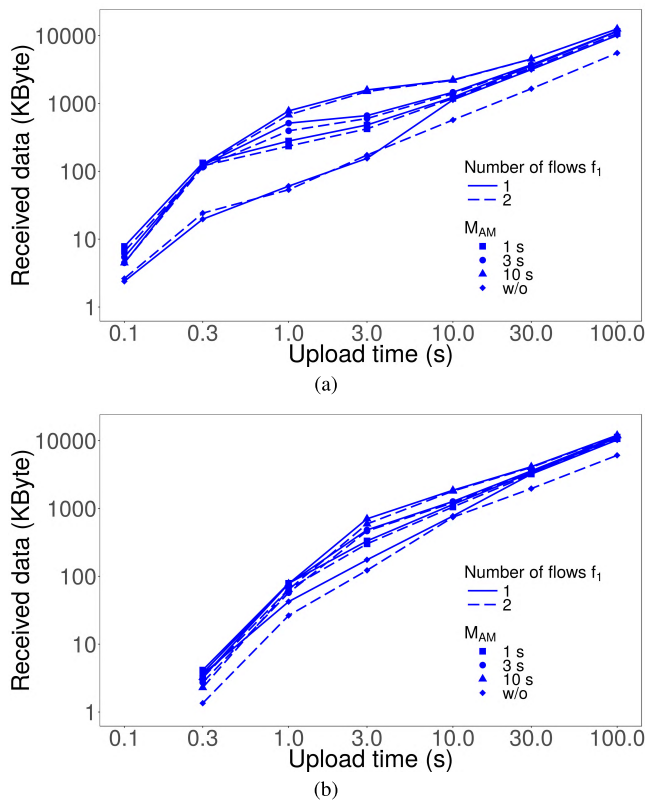 10000
1000
100
10
1
Received data (KByte)
Number of flows f₁
1
2
M_AM
1 s
3 s
10 s
w/o
0.1 0.3 1.0 3.0 10.0 30.0 100.0
Upload time (s)
(a)
10000
1000
100
10
1
Received data (KByte)
Number of flows f₁
1
2
M_AM
1 s
3 s
10 s
w/o
0.1 0.3 1.0 3.0 10.0 30.0 100.0
Upload time (s)
(b)